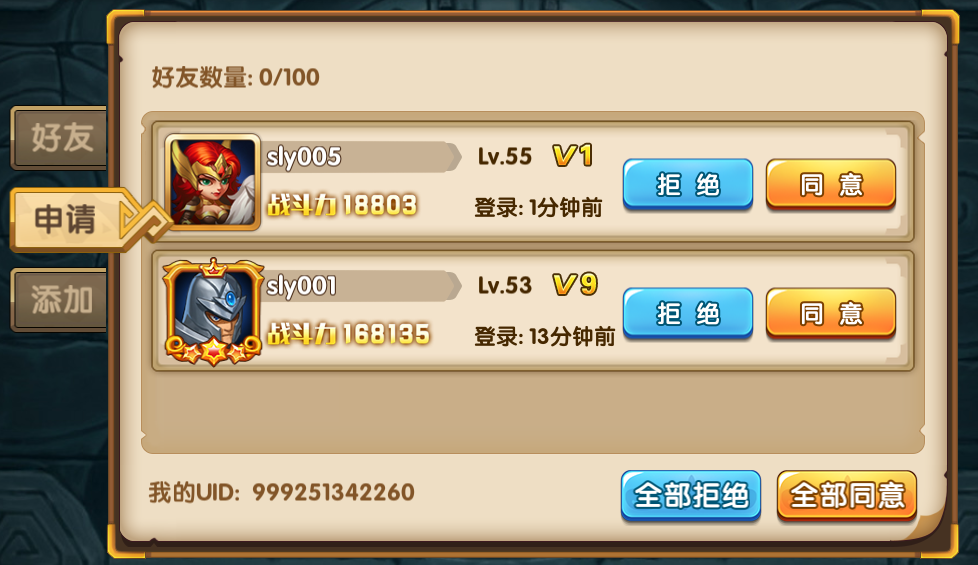 好友数量: 0/100
好友
申请
添加
sly005
Lv.55 V1
战斗力 18803
登录: 1分钟前
拒绝
同意
sly001
Lv.53 V9
战斗力 168135
登录: 13分钟前
拒绝
同意
我的UID: 999251342260
全部拒绝
全部同意